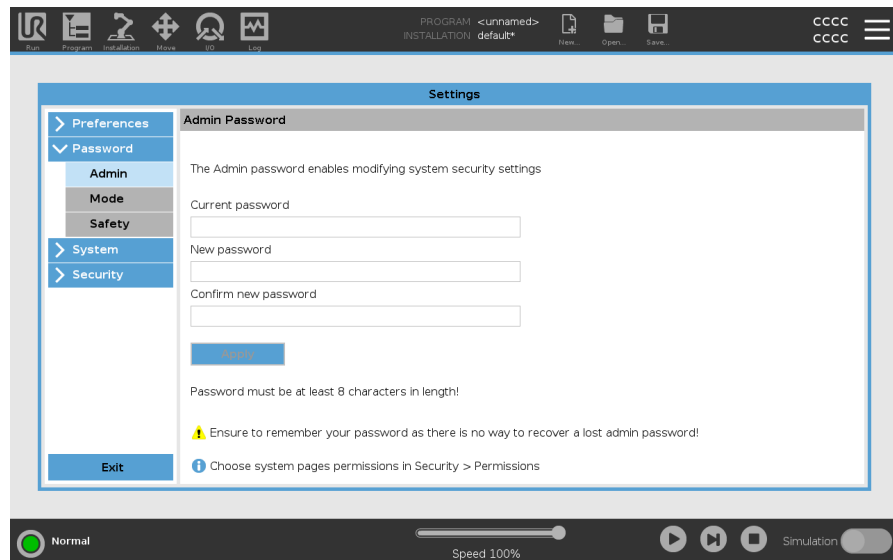 PROGRAM <unnamed>
INSTALLATION default*
cccc
cccc
Run
Program
Installation
Move
I/O
Log
New...
Open...
Save...
Settings
Preferences
Password
Admin
Mode
Safety
System
Security
Exit
Admin Password
The Admin password enables modifying system security settings
Current password
New password
Confirm new password
Apply
Password must be at least 8 characters in length!
Ensure to remember your password as there is no way to recover a lost admin password!
Choose system pages permissions in Security > Permissions
Normal
Speed 100%
Simulation